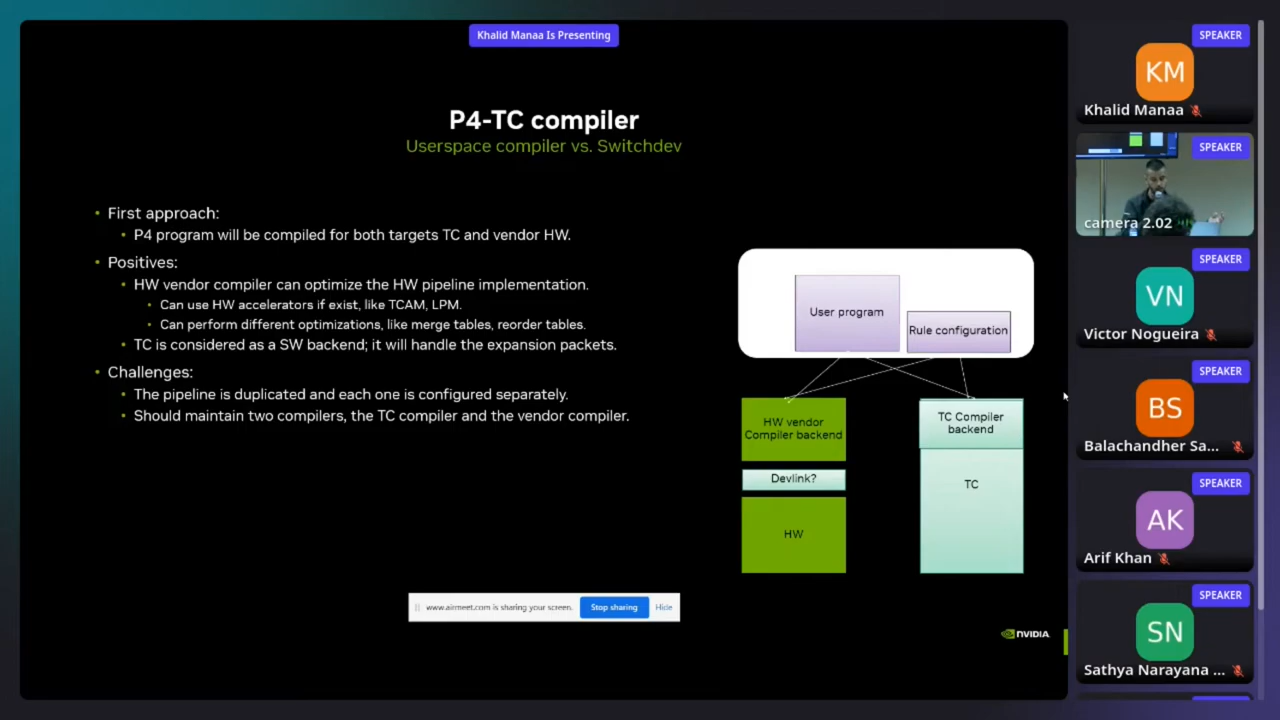 Khalid Manaa Is Presenting
P4-TC compiler
Userspace compiler vs. Switchdev
• First approach:
• P4 program will be compiled for both targets TC and vendor HW.
• Positives:
• HW vendor compiler can optimize the HW pipeline implementation.
• Can use HW accelerators if exist, like TCAM, LPM.
• Can perform different optimizations, like merge tables, reorder tables.
• TC is considered as a SW backend; it will handle the expansion packets.
• Challenges:
• The pipeline is duplicated and each one is configured separately.
• Should maintain two compilers, the TC compiler and the vendor compiler.
User program
Rule configuration
HW vendor
Compiler backend
Devlink?
HW
TC Compiler
backend
TC
www.airmeet.com is sharing your screen.
Stop sharing
Hide
NVIDIA
SPEAKER
KM
Khalid Manaa
SPEAKER
camera 2.02
SPEAKER
VN
Victor Nogueira
SPEAKER
BS
Balachandher Sa...
SPEAKER
AK
Arif Khan
SPEAKER
SN
Sathya Narayana ...